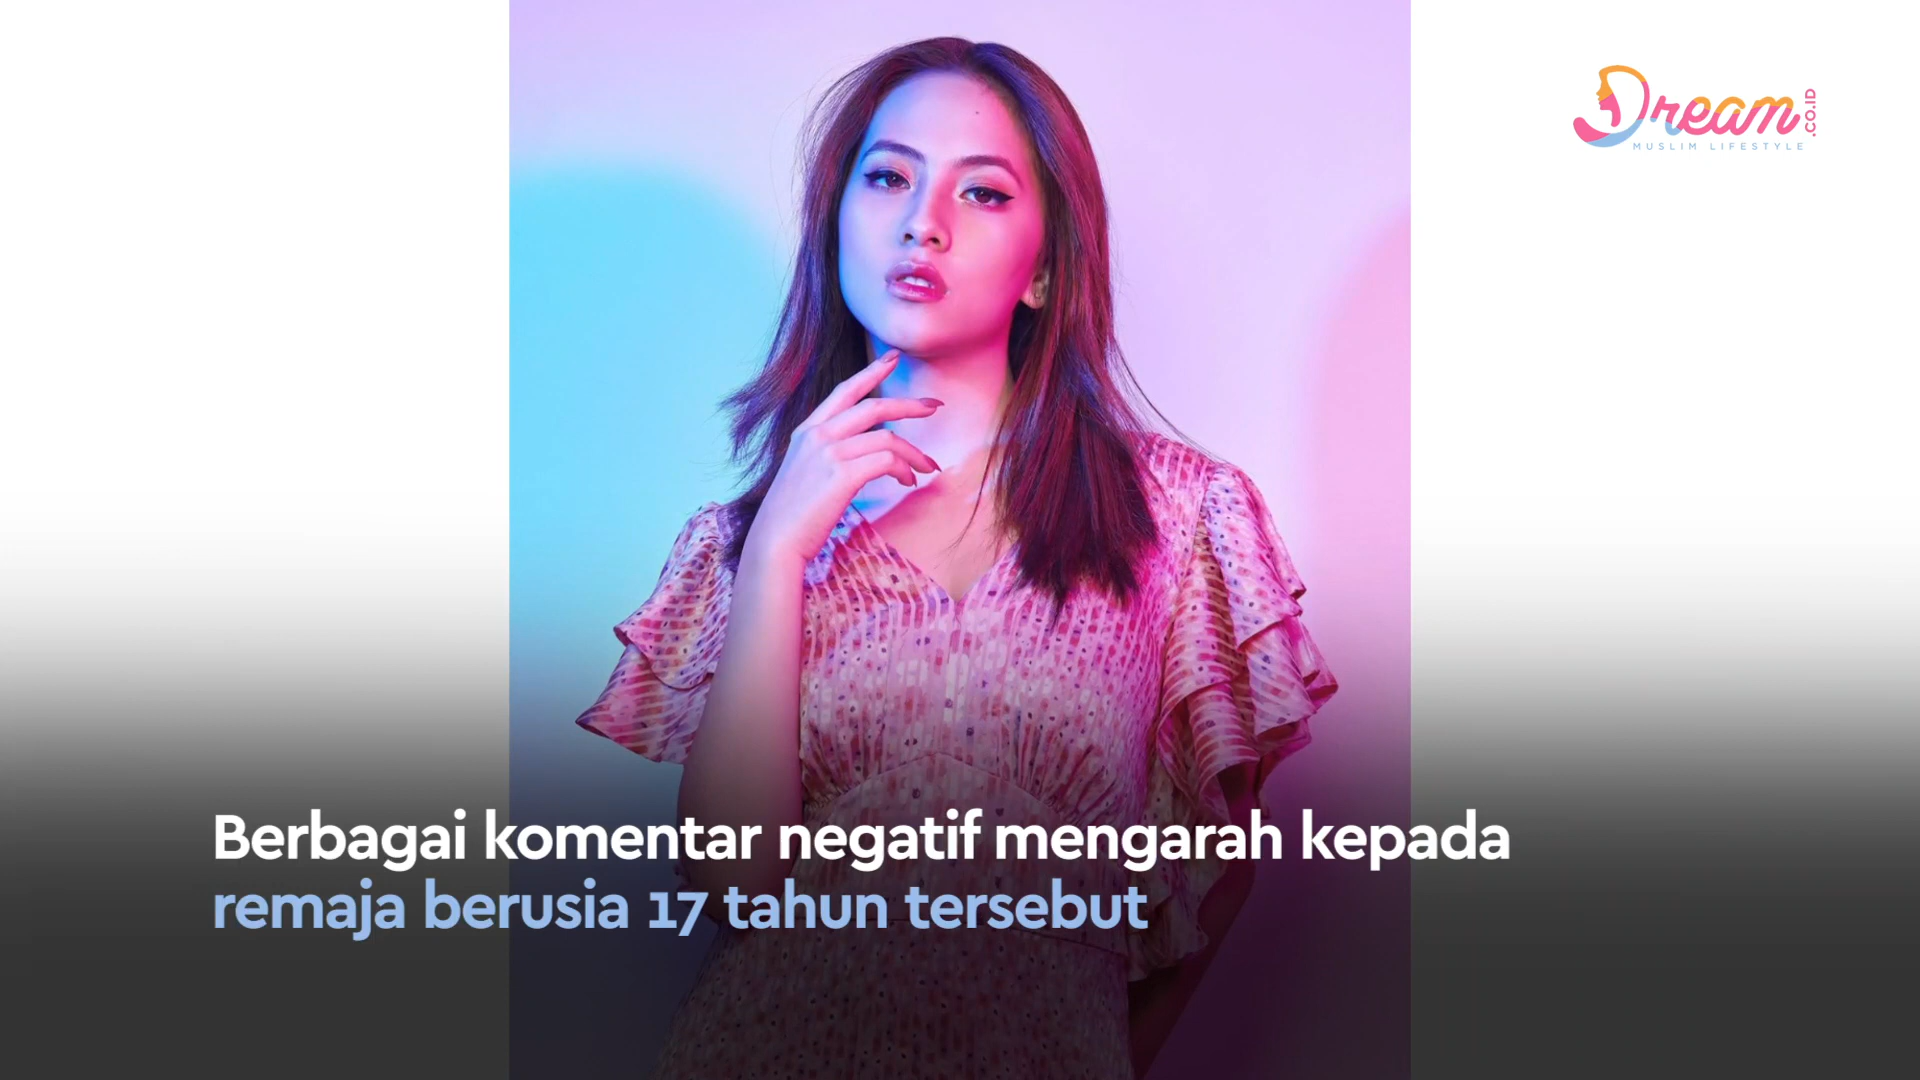 Dream
.CO.ID
MUSLIM LIFESTYLE
Berbagai komentar negatif mengarah kepada
remaja berusia 17 tahun tersebut